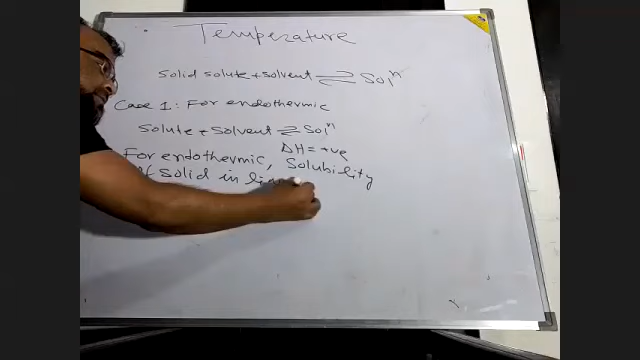 Temperature
Solid solute + solvent ⇌ Solⁿ
Case 1: For endothermic
Solute + Solvent ⇌ Solⁿ
ΔH = +ve
For endothermic, Solubility
of Solid in